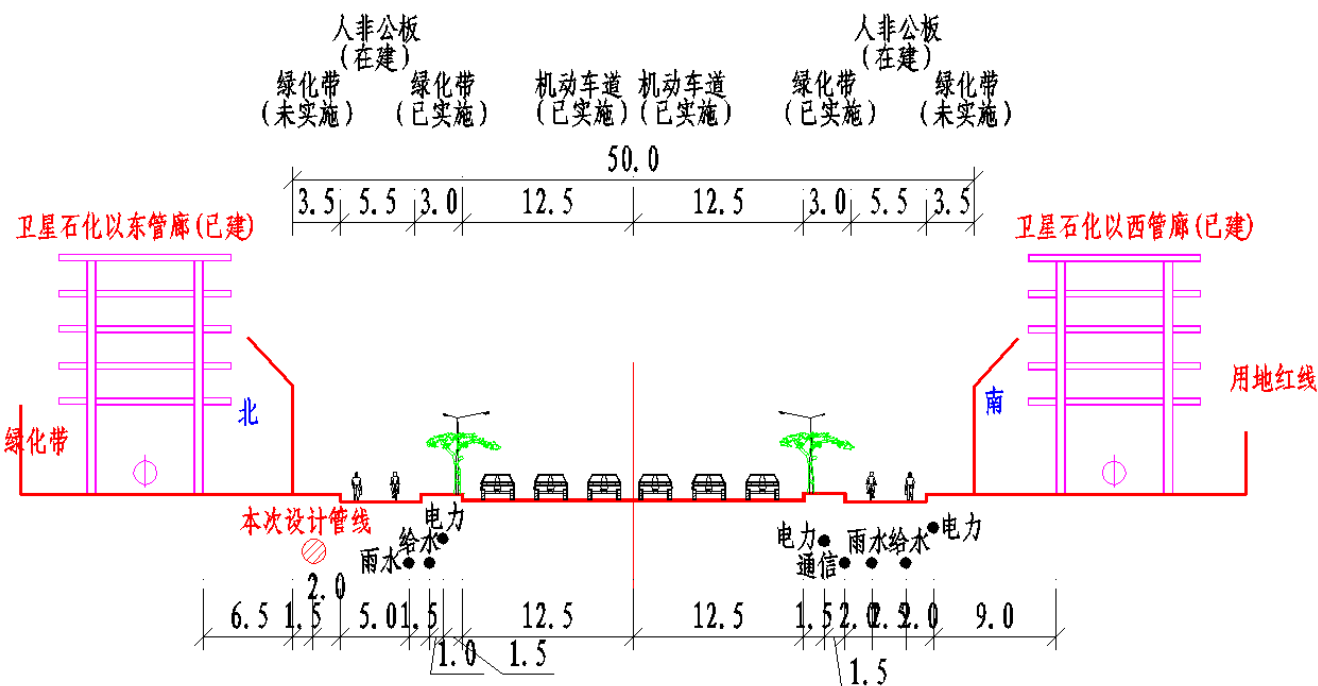 人非公板
(在建)
人非公板
(在建)
绿化带
(未实施)
绿化带
(已实施)
机动车道
(已实施)
机动车道
(已实施)
绿化带
(已实施)
绿化带
(未实施)
50.0
3.5 5.5 3.0 12.5 12.5 3.0 5.5 3.5
卫星石化以东管廊(已建)
卫星石化以西管廊(已建)
用地红线
北
南
绿化带
本次设计管线
电力
给水
雨水
电力
通信
雨水
给水
电力
2.0
6.5 1.5 5.0 1.5 12.5 12.5 1.5 2.0 2.5 2.0 9.0
1.0 1.5
1.5